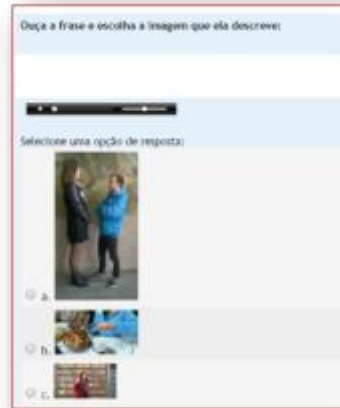 Ouça a frase e escolha a imagem que ela descreve:
Selecione uma opção de resposta:
a.
b.
c.